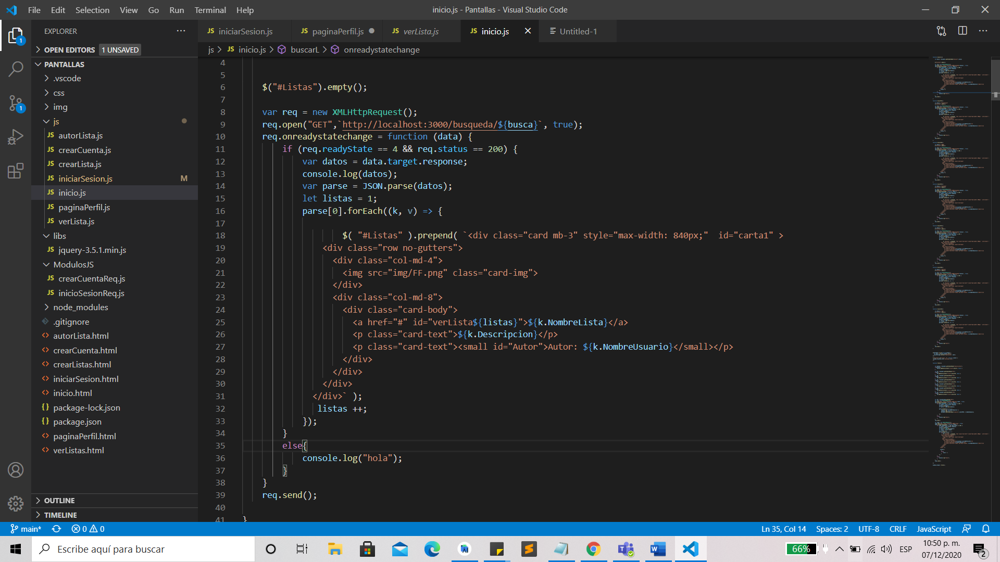 File Edit Selection View Go Run Terminal Help
inicio.js - Pantallas - Visual Studio Code
EXPLORER
iniciarSesion.js
paginaPerfil.js
verLista.js
inicio.js
Untitled-1
OPEN EDITORS 1 UNSAVED
js > JS inicio.js > buscarL > onreadystatechange
PANTALLAS
.vscode
css
img
js
JS autorLista.js
JS crearCuenta.js
JS crearLista.js
JS iniciarSesion.js M
JS inicio.js
JS paginaPerfil.js
JS verLista.js
libs
JS jquery-3.5.1.min.js
ModulosJS
JS crearCuentaReq.js
JS inicioSesionReq.js
node_modules
.gitignore
<> autorLista.html
<> crearCuenta.html
<> crearListas.html
<> iniciarSesion.html
<> inicio.html
{} package-lock.json
{} package.json
<> paginaPerfil.html
<> verListas.html
OUTLINE
TIMELINE
4
5
6 $("#Listas").empty();
7
8 var req = new XMLHttpRequest();
9 req.open("GET",`http://localhost:3000/busqueda/${busca}`, true);
10 req.onreadystatechange = function (data) {
11 if (req.readyState == 4 && req.status == 200) {
12 var datos = data.target.response;
13 console.log(datos);
14 var parse = JSON.parse(datos);
15 let listas = 1;
16 parse[0].forEach((k, v) => {
17
18 $( "#Listas" ).prepend( `<div class="card mb-3" style="max-width: 840px;"  id="carta1" >
19 <div class="row no-gutters">
20 <div class="col-md-4">
21 <img src="img/FF.png" class="card-img">
22 </div>
23 <div class="col-md-8">
24 <div class="card-body">
25 <a href="#" id="verLista${listas}">${k.NombreLista}</a>
26 <p class="card-text">${k.Descripcion}</p>
27 <p class="card-text"><small id="Autor">Autor: ${k.NombreUsuario}</small></p>
28 </div>
29 </div>
30 </div>
31 </div>` );
32 listas ++;
33 });
34 }
35 else{
36 console.log("hola");
37 }
38 }
39 req.send();
40
41 }
main* 0 0
Ln 35, Col 14 Spaces: 2 UTF-8 CRLF JavaScript
Escribe aquí para buscar
66%
ESP
10:50 p. m.
07/12/2020
2